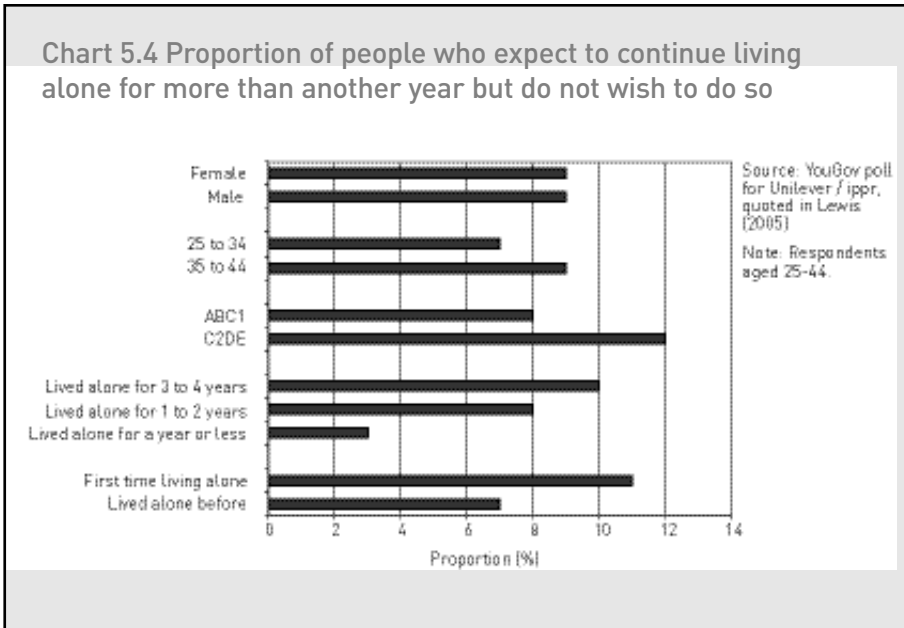 Chart 5.4 Proportion of people who expect to continue living
alone for more than another year but do not wish to do so
Female
Male
25 to 34
35 to 44
ABC1
C2DE
Lived alone for 3 to 4 years
Lived alone for 1 to 2 years
Lived alone for a year or less
First time living alone
Lived alone before
0 2 4 6 8 10 12 14
Proportion (%)
Source: YouGov poll
for Unilever / ippr,
quoted in Lewis
(2005)
Note: Respondents
aged 25-44.